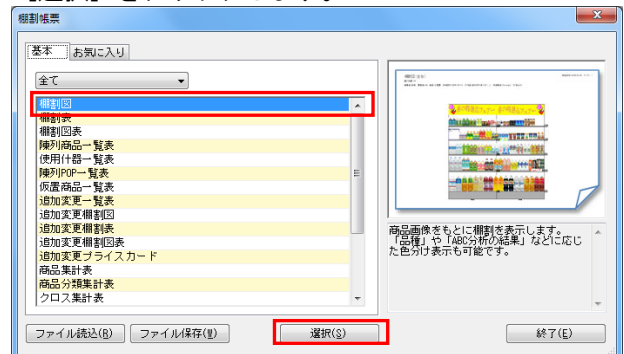 棚割帳票
基本
お気に入り
全て
棚割図
棚割表
棚割図表
陳列商品一覧表
使用什器一覧表
陳列POP一覧表
仮置商品一覧表
追加変更一覧表
追加変更棚割図
追加変更棚割表
追加変更棚割図表
追加変更プライスカード
商品集計表
商品分類集計表
クロス集計表
商品画像をもとに棚割を表示します。
「品種」や「ABC分析の結果」などに応じ
た色分け表示も可能です。
ファイル読込(R)
ファイル保存(W)
選択(S)
終了(E)